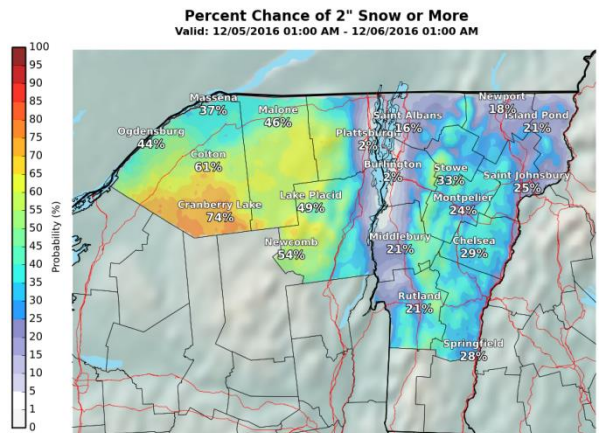 Percent Chance of 2" Snow or More
Valid: 12/05/2016 01:00 AM - 12/06/2016 01:00 AM
100
95
90
85
80
75
70
65
60
55
50
45
40
35
30
25
20
15
10
5
1
0
Probability (%)
Massena
37%
Malone
46%
Ogdensburg
44%
Colton
61%
Cranberry Lake
74%
Lake Placid
49%
Newcomb
54%
Plattsburgh
2%
Saint Albans
16%
Newport
18%
Island Pond
21%
Burlington
2%
Stowe
33%
Saint Johnsbury
25%
Montpelier
24%
Middlebury
21%
Chelsea
29%
Rutland
21%
Springfield
28%